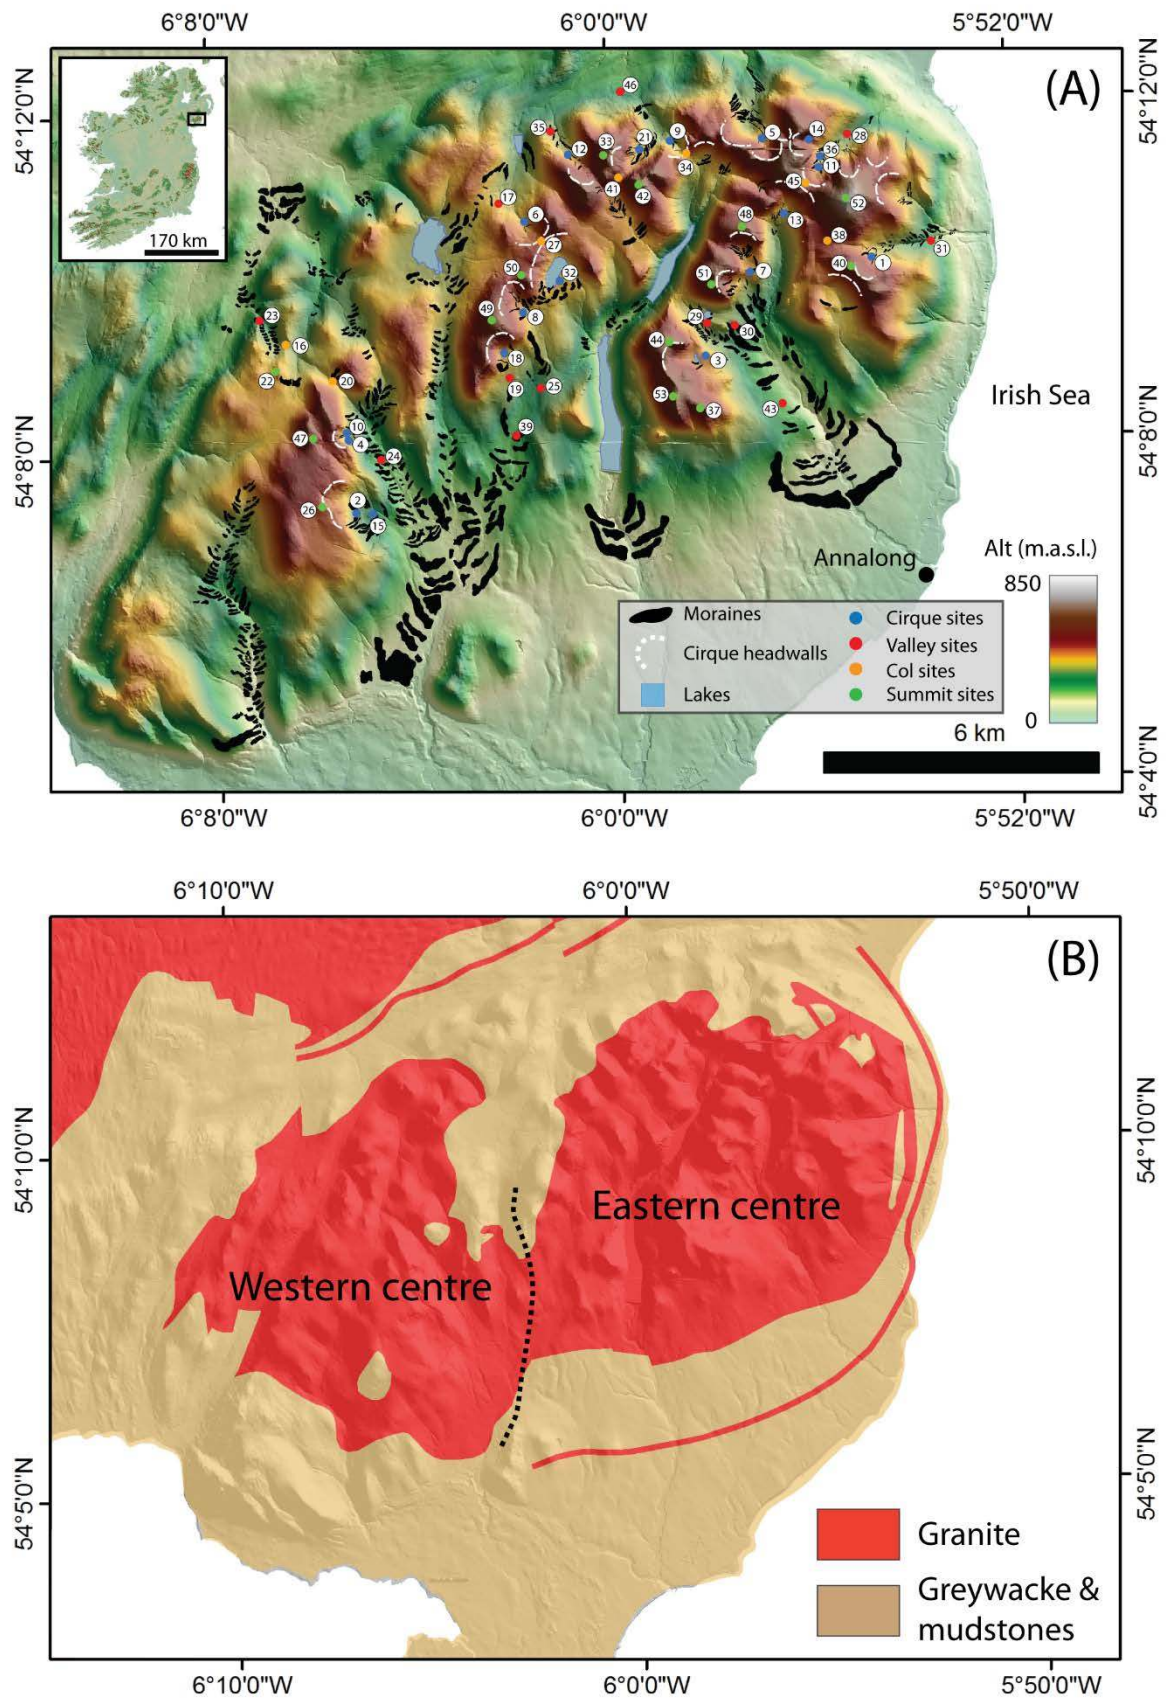 6°8'0"W 6°0'0"W 5°52'0"W
(A)
54°12'0"N
54°12'0"N
170 km
46
35
33
21
9
5
14
28
12
36
34
11
41
42
45
17
6
52
48
27
13
38
31
50
32
40
1
51
7
49
8
23
29
30
16
44
18
3
22
20
19
25
53
37
43
Irish Sea
10
47
4
39
24
54°8'0"N
54°8'0"N
2
26
15
Annalong
Alt (m.a.s.l.)
850
0
Moraines
Cirque headwalls
Lakes
Cirque sites
Valley sites
Col sites
Summit sites
6 km
54°4'0"N
6°8'0"W 6°0'0"W 5°52'0"W
6°10'0"W 6°0'0"W 5°50'0"W
(B)
54°10'0"N
54°10'0"N
Eastern centre
Western centre
54°5'0"N
54°5'0"N
Granite
Greywacke &
mudstones
6°10'0"W 6°0'0"W 5°50'0"W